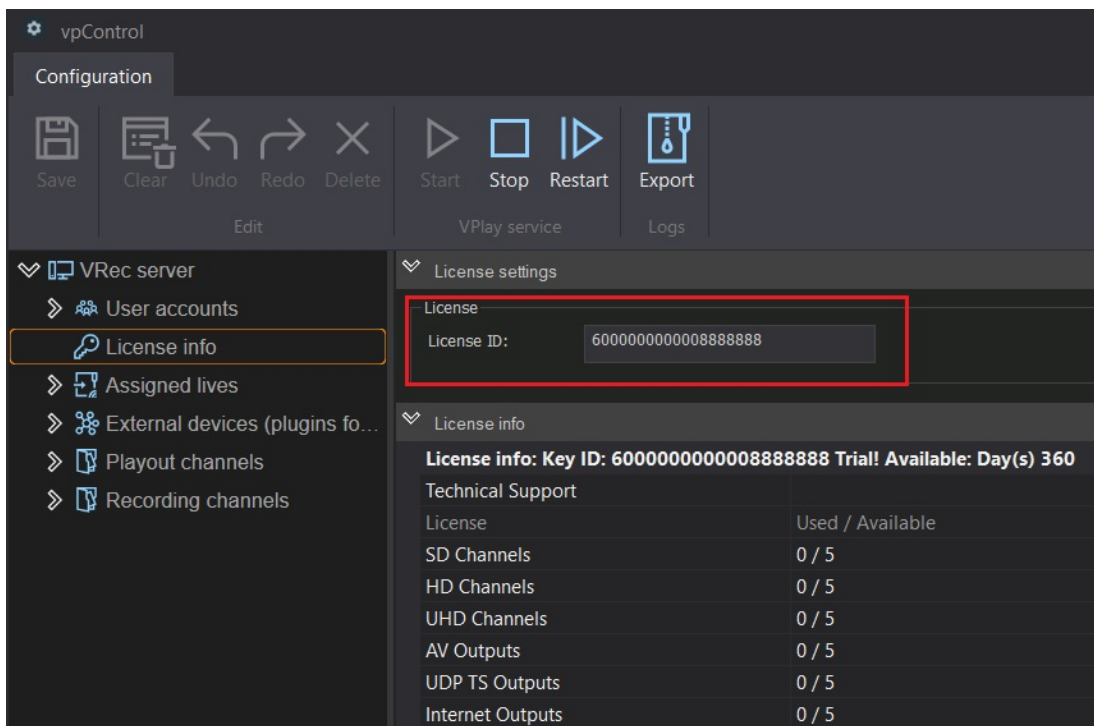 vpControl
Configuration
Save Clear Undo Redo Delete Start Stop Restart Export
Edit VPlay service Logs
VRec server
User accounts
License info
Assigned lives
External devices (plugins fo...
Playout channels
Recording channels
License settings
License
License ID: 6000000000008888888
License info
License info: Key ID: 6000000000008888888 Trial! Available: Day(s) 360
Technical Support
License Used / Available
SD Channels 0 / 5
HD Channels 0 / 5
UHD Channels 0 / 5
AV Outputs 0 / 5
UDP TS Outputs 0 / 5
Internet Outputs 0 / 5